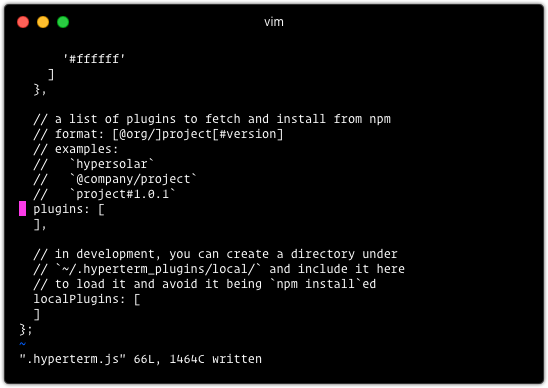 vim
'#ffffff'
]
},
// a list of plugins to fetch and install from npm
// format: [@org/]project[#version]
// examples:
//   `hypersolar`
//   `@company/project`
//   `project#1.0.1`
plugins: [
],
// in development, you can create a directory under
// `~/.hyperterm_plugins/local/` and include it here
// to load it and avoid it being `npm install`ed
localPlugins: [
]
};
~
".hyperterm.js" 66L, 1464C written